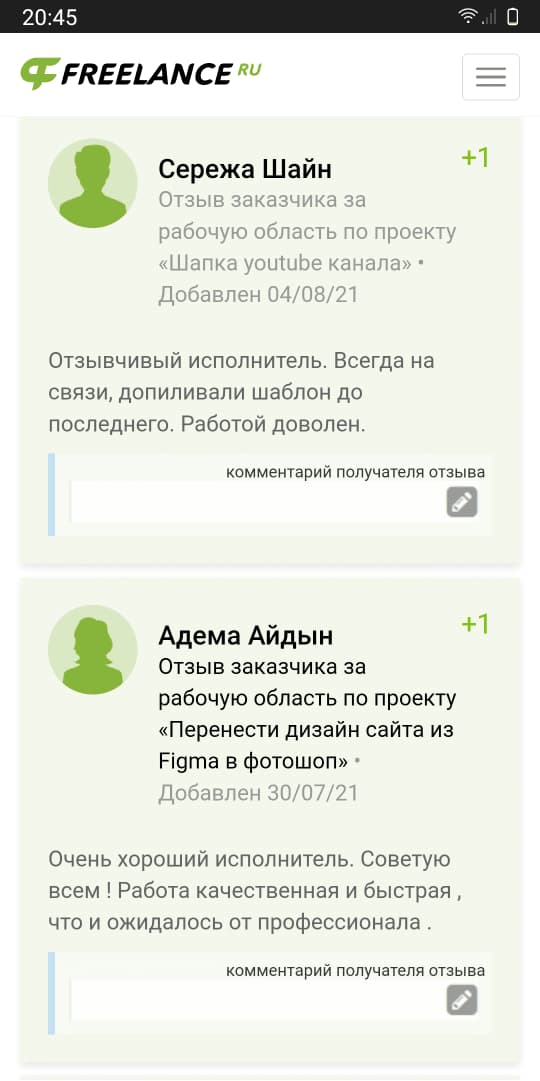 20:45
FREELANCE RU
Сережа Шайн
+1
Отзыв заказчика за
рабочую область по проекту
«Шапка youtube канала» •
Добавлен 04/08/21
Отзывчивый исполнитель. Всегда на
связи, допиливали шаблон до
последнего. Работой доволен.
комментарий получателя отзыва
Адема Айдын
+1
Отзыв заказчика за
рабочую область по проекту
«Перенести дизайн сайта из
Figma в фотошоп» •
Добавлен 30/07/21
Очень хороший исполнитель. Советую
всем ! Работа качественная и быстрая ,
что и ожидалось от профессионала .
комментарий получателя отзыва